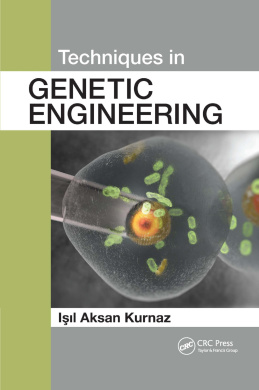 Techniques in
GENETIC
ENGINEERING
Işıl Aksan Kurnaz
CRC Press
Taylor & Francis Group